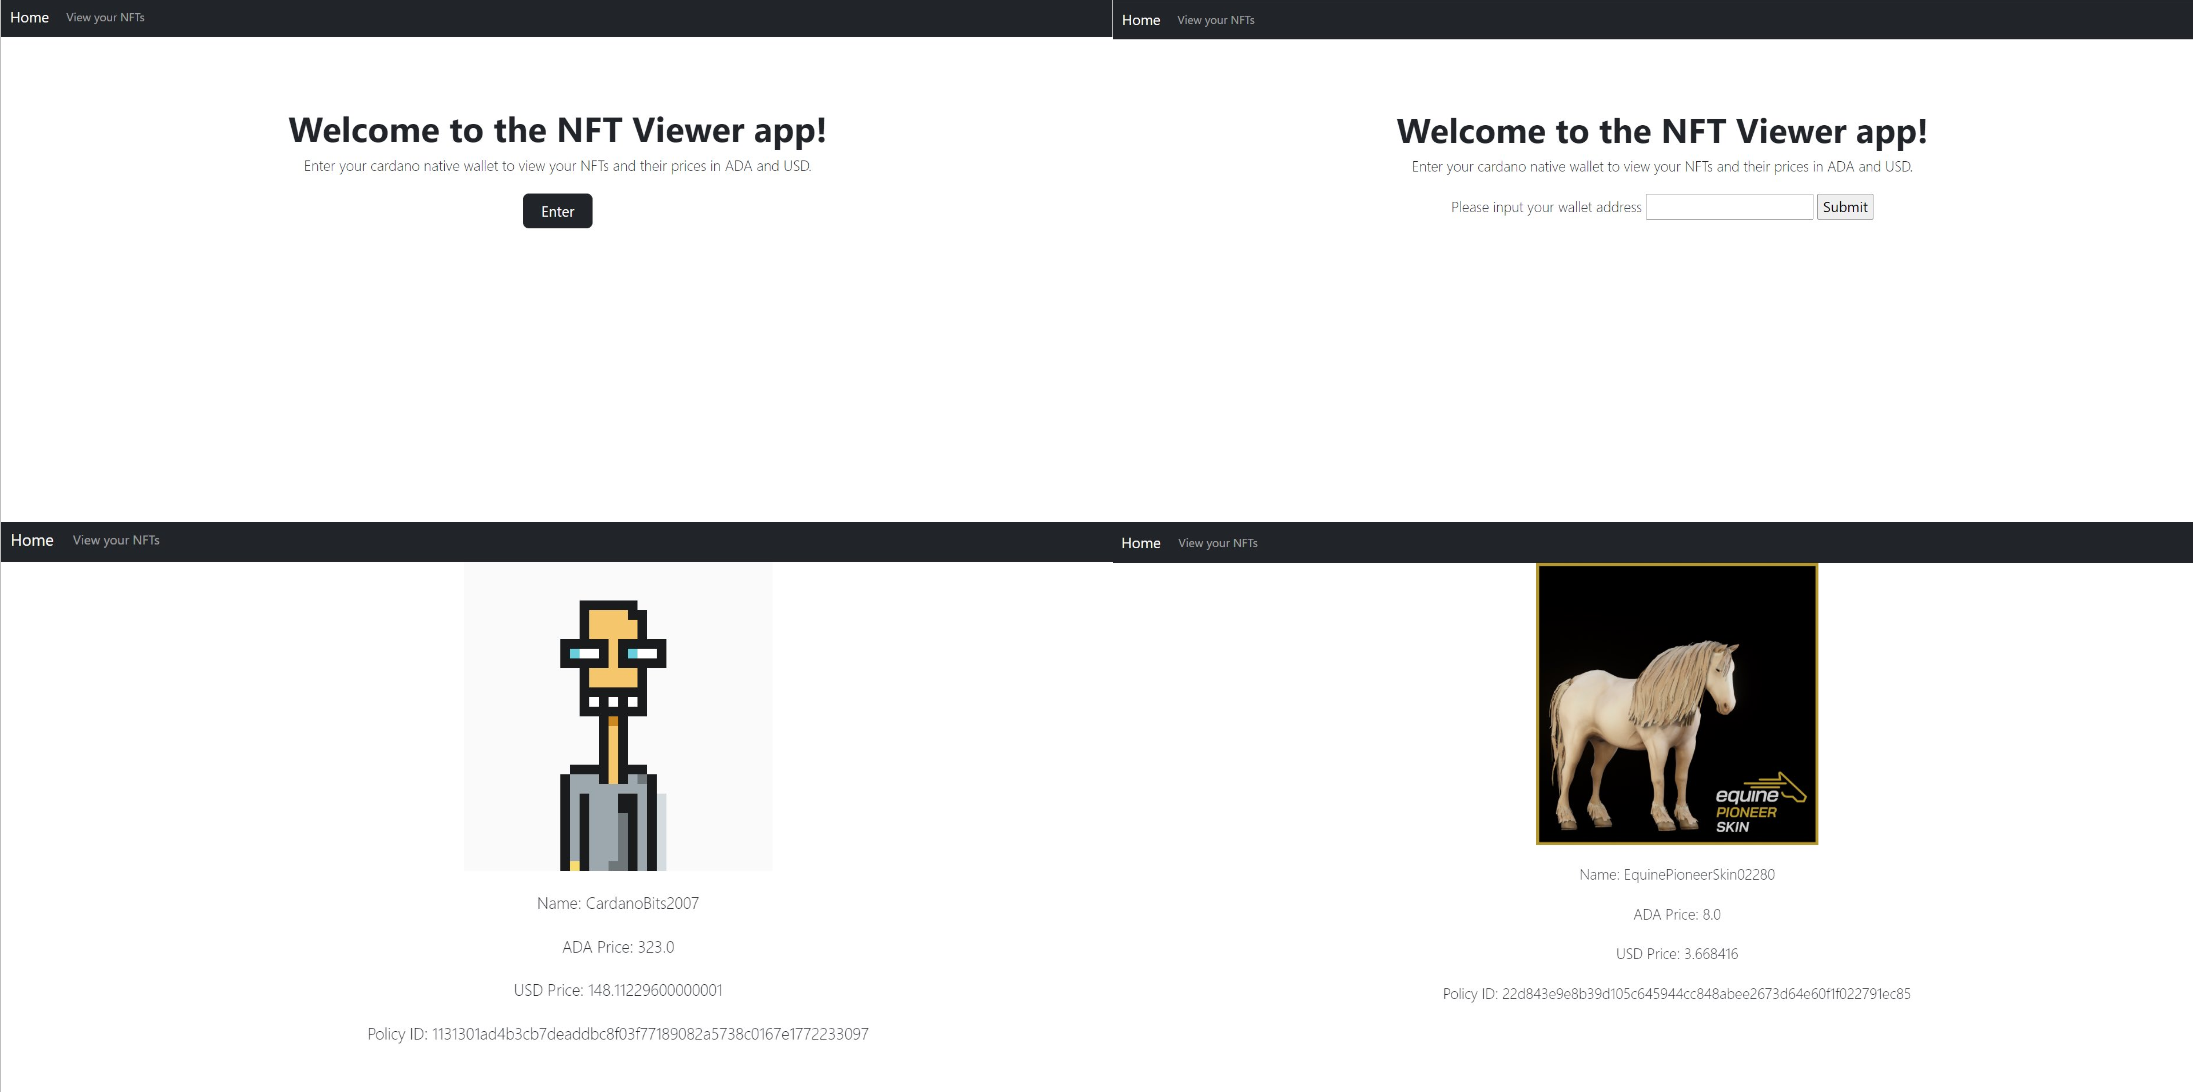 Home View your NFTs
Welcome to the NFT Viewer app!
Enter your cardano native wallet to view your NFTs and their prices in ADA and USD.
Enter
Home View your NFTs
Welcome to the NFT Viewer app!
Enter your cardano native wallet to view your NFTs and their prices in ADA and USD.
Please input your wallet address Submit
Home View your NFTs
Name: CardanoBits2007
ADA Price: 323.0
USD Price: 148.11229600000001
Policy ID: 1131301ad4b3cb7deaddbc8f03f77189082a5738c0167e1772233097
Home View your NFTs
equine
PIONEER
SKIN
Name: EquinePioneerSkin02280
ADA Price: 8.0
USD Price: 3.668416
Policy ID: 22d843e9e8b39d105c645944cc848abee2673d64e60f1f022791ec85